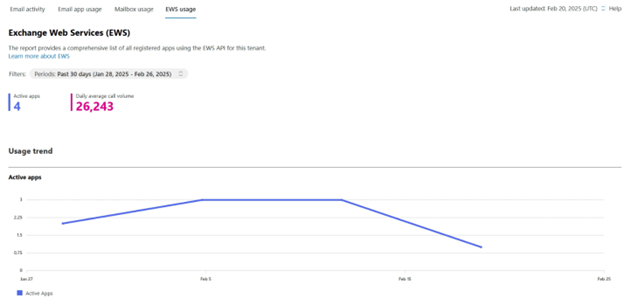 Email activity Email app usage Mailbox usage EWS usage
Last updated: Feb 20, 2025 (UTC) Help
Exchange Web Services (EWS)
The report provides a comprehensive list of all registered apps using the EWS API for this tenant.
Learn more about EWS
Filters: Periods: Past 30 days (Jan 28, 2025 - Feb 26, 2025)
Active apps Daily average call volume
4 26,243
Usage trend
Active apps
3
2.25
1.5
0.75
0
Jan 27 Feb 5 Feb 15 Feb 25
Active Apps